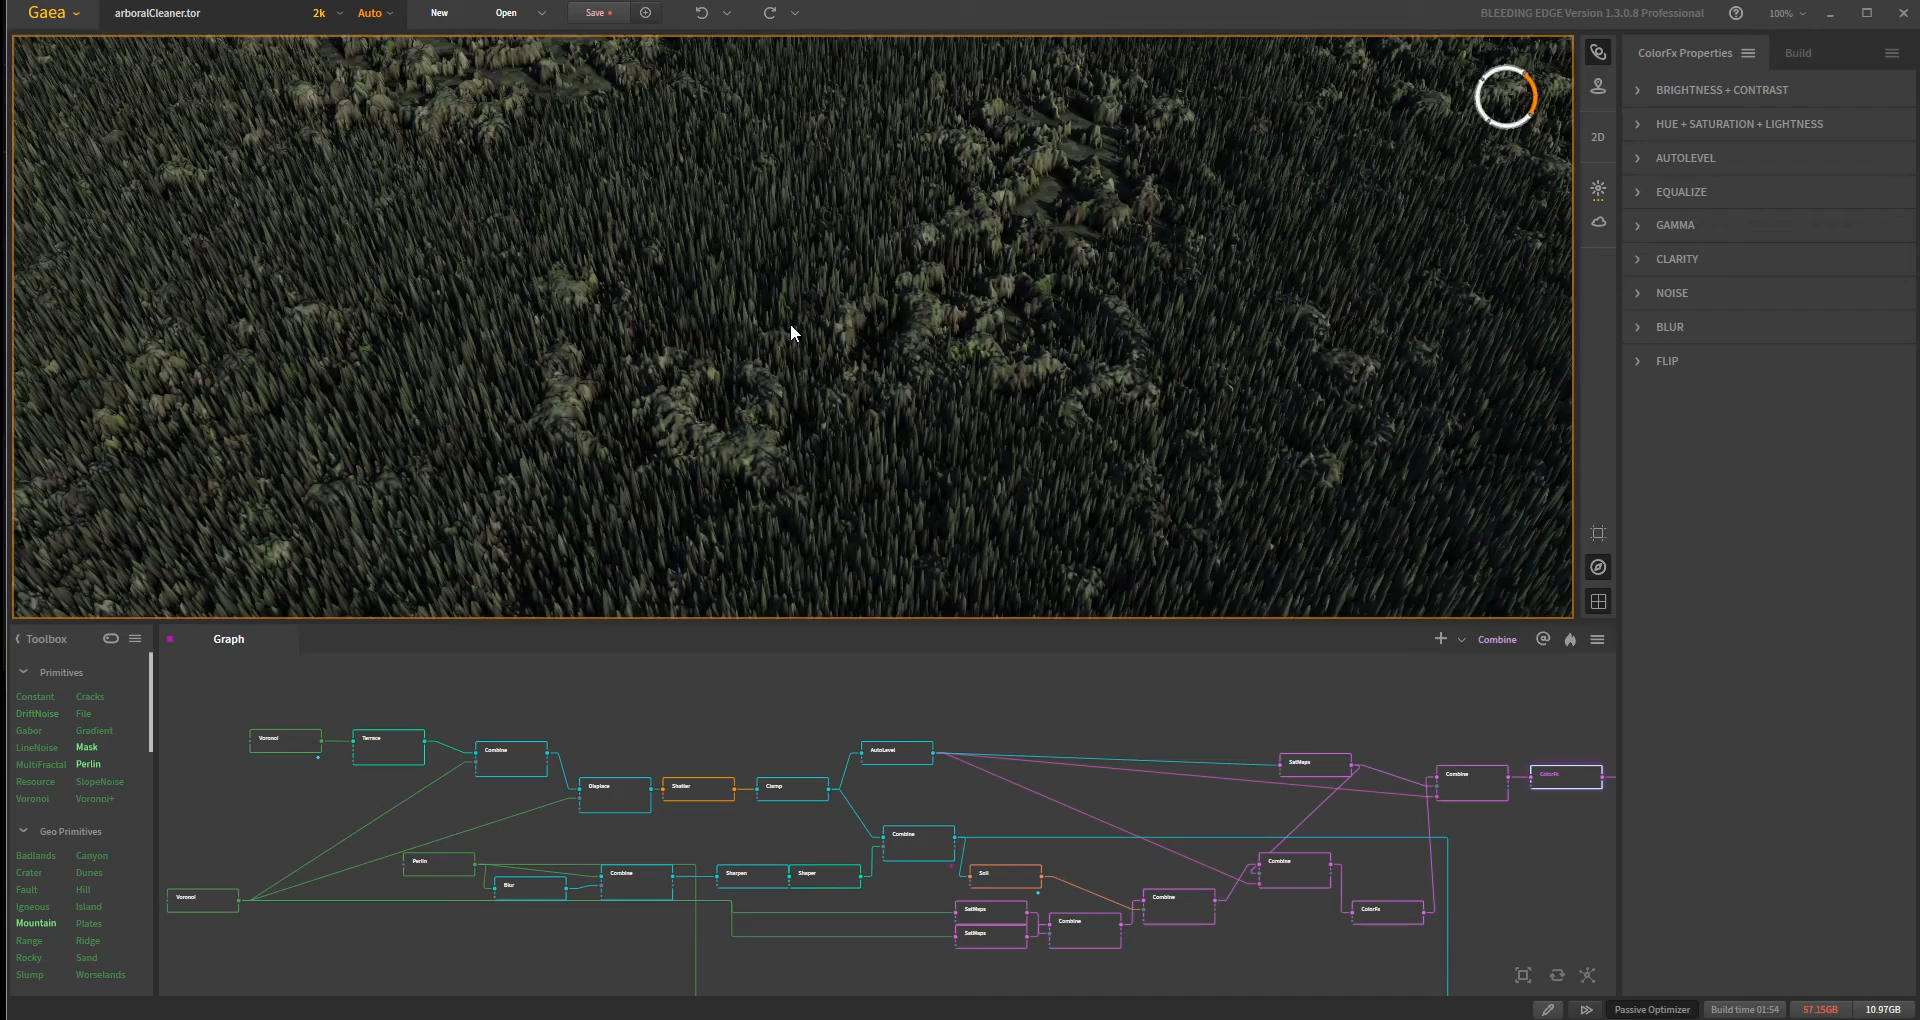 Gaea arboralCleaner.tor 2k Auto New Open Save BLEEDING EDGE Version 1.3.0.8 Professional 100%
ColorFx Properties Build
BRIGHTNESS + CONTRAST
HUE + SATURATION + LIGHTNESS
AUTOLEVEL
EQUALIZE
GAMMA
CLARITY
NOISE
BLUR
FLIP
2D
Toolbox
Primitives
Constant Cracks
DriftNoise File
Gabor Gradient
LineNoise Mask
MultiFractal Perlin
Resource SlopeNoise
Voronoi Voronoi+
Geo Primitives
Badlands Canyon
Crater Dunes
Fault Hill
Igneous Island
Mountain Plates
Range Ridge
Rocky Sand
Slump Worselands
Graph Combine
Voronoi Terrace Combine AutoLevel SatMaps Combine ColorFx
Displace Shatter Clamp
Combine
Perlin Blur Combine Sharpen Shaper Soil Combine
Voronoi SatMaps Combine Combine ColorFx
SatMaps
Passive Optimizer Build time 01:54 57.15GB 10.97GB